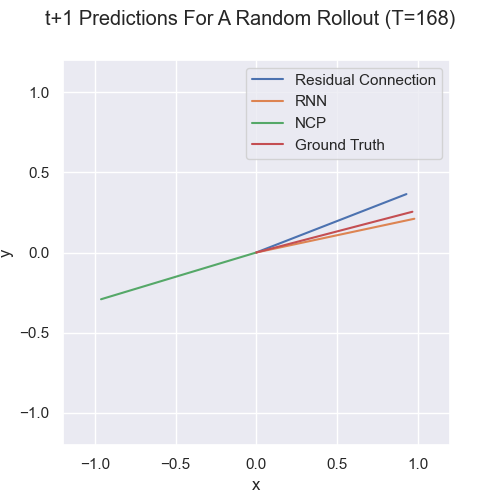 t+1 Predictions For A Random Rollout (T=168)
Residual Connection
RNN
NCP
Ground Truth
1.0
0.5
0.0
−0.5
−1.0
y
−1.0 −0.5 0.0 0.5 1.0
x